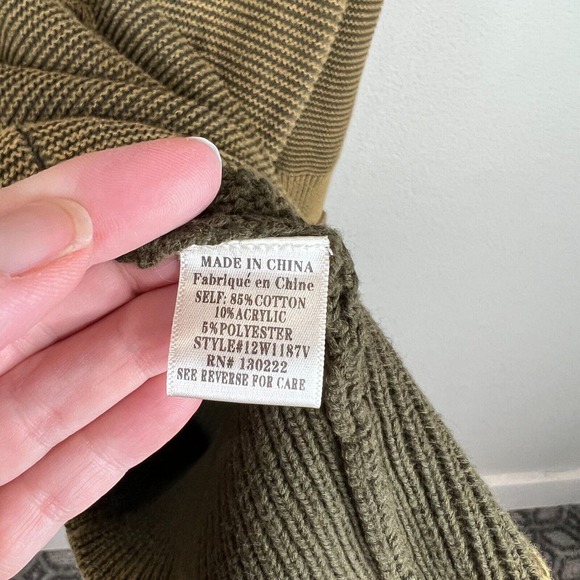 MADE IN CHINA
Fabriqué en Chine
SELF: 85%COTTON
10%ACRYLIC
5%POLYESTER
STYLE#12W1187V
RN# 130222
SEE REVERSE FOR CARE